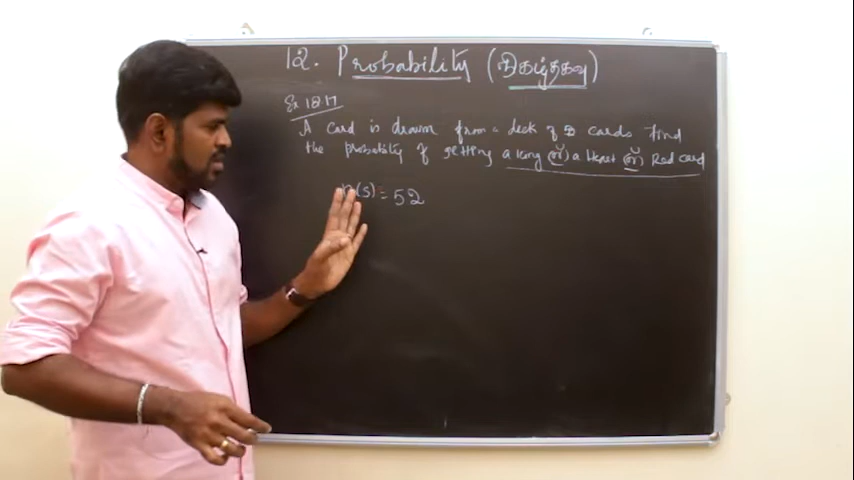 12. Probability (நிகழ்தகவு)
Ex 12.17
A card is drawn from a deck of 52 cards find
the probability of getting a king (or) a Heart (or) Red card
n(s) = 52